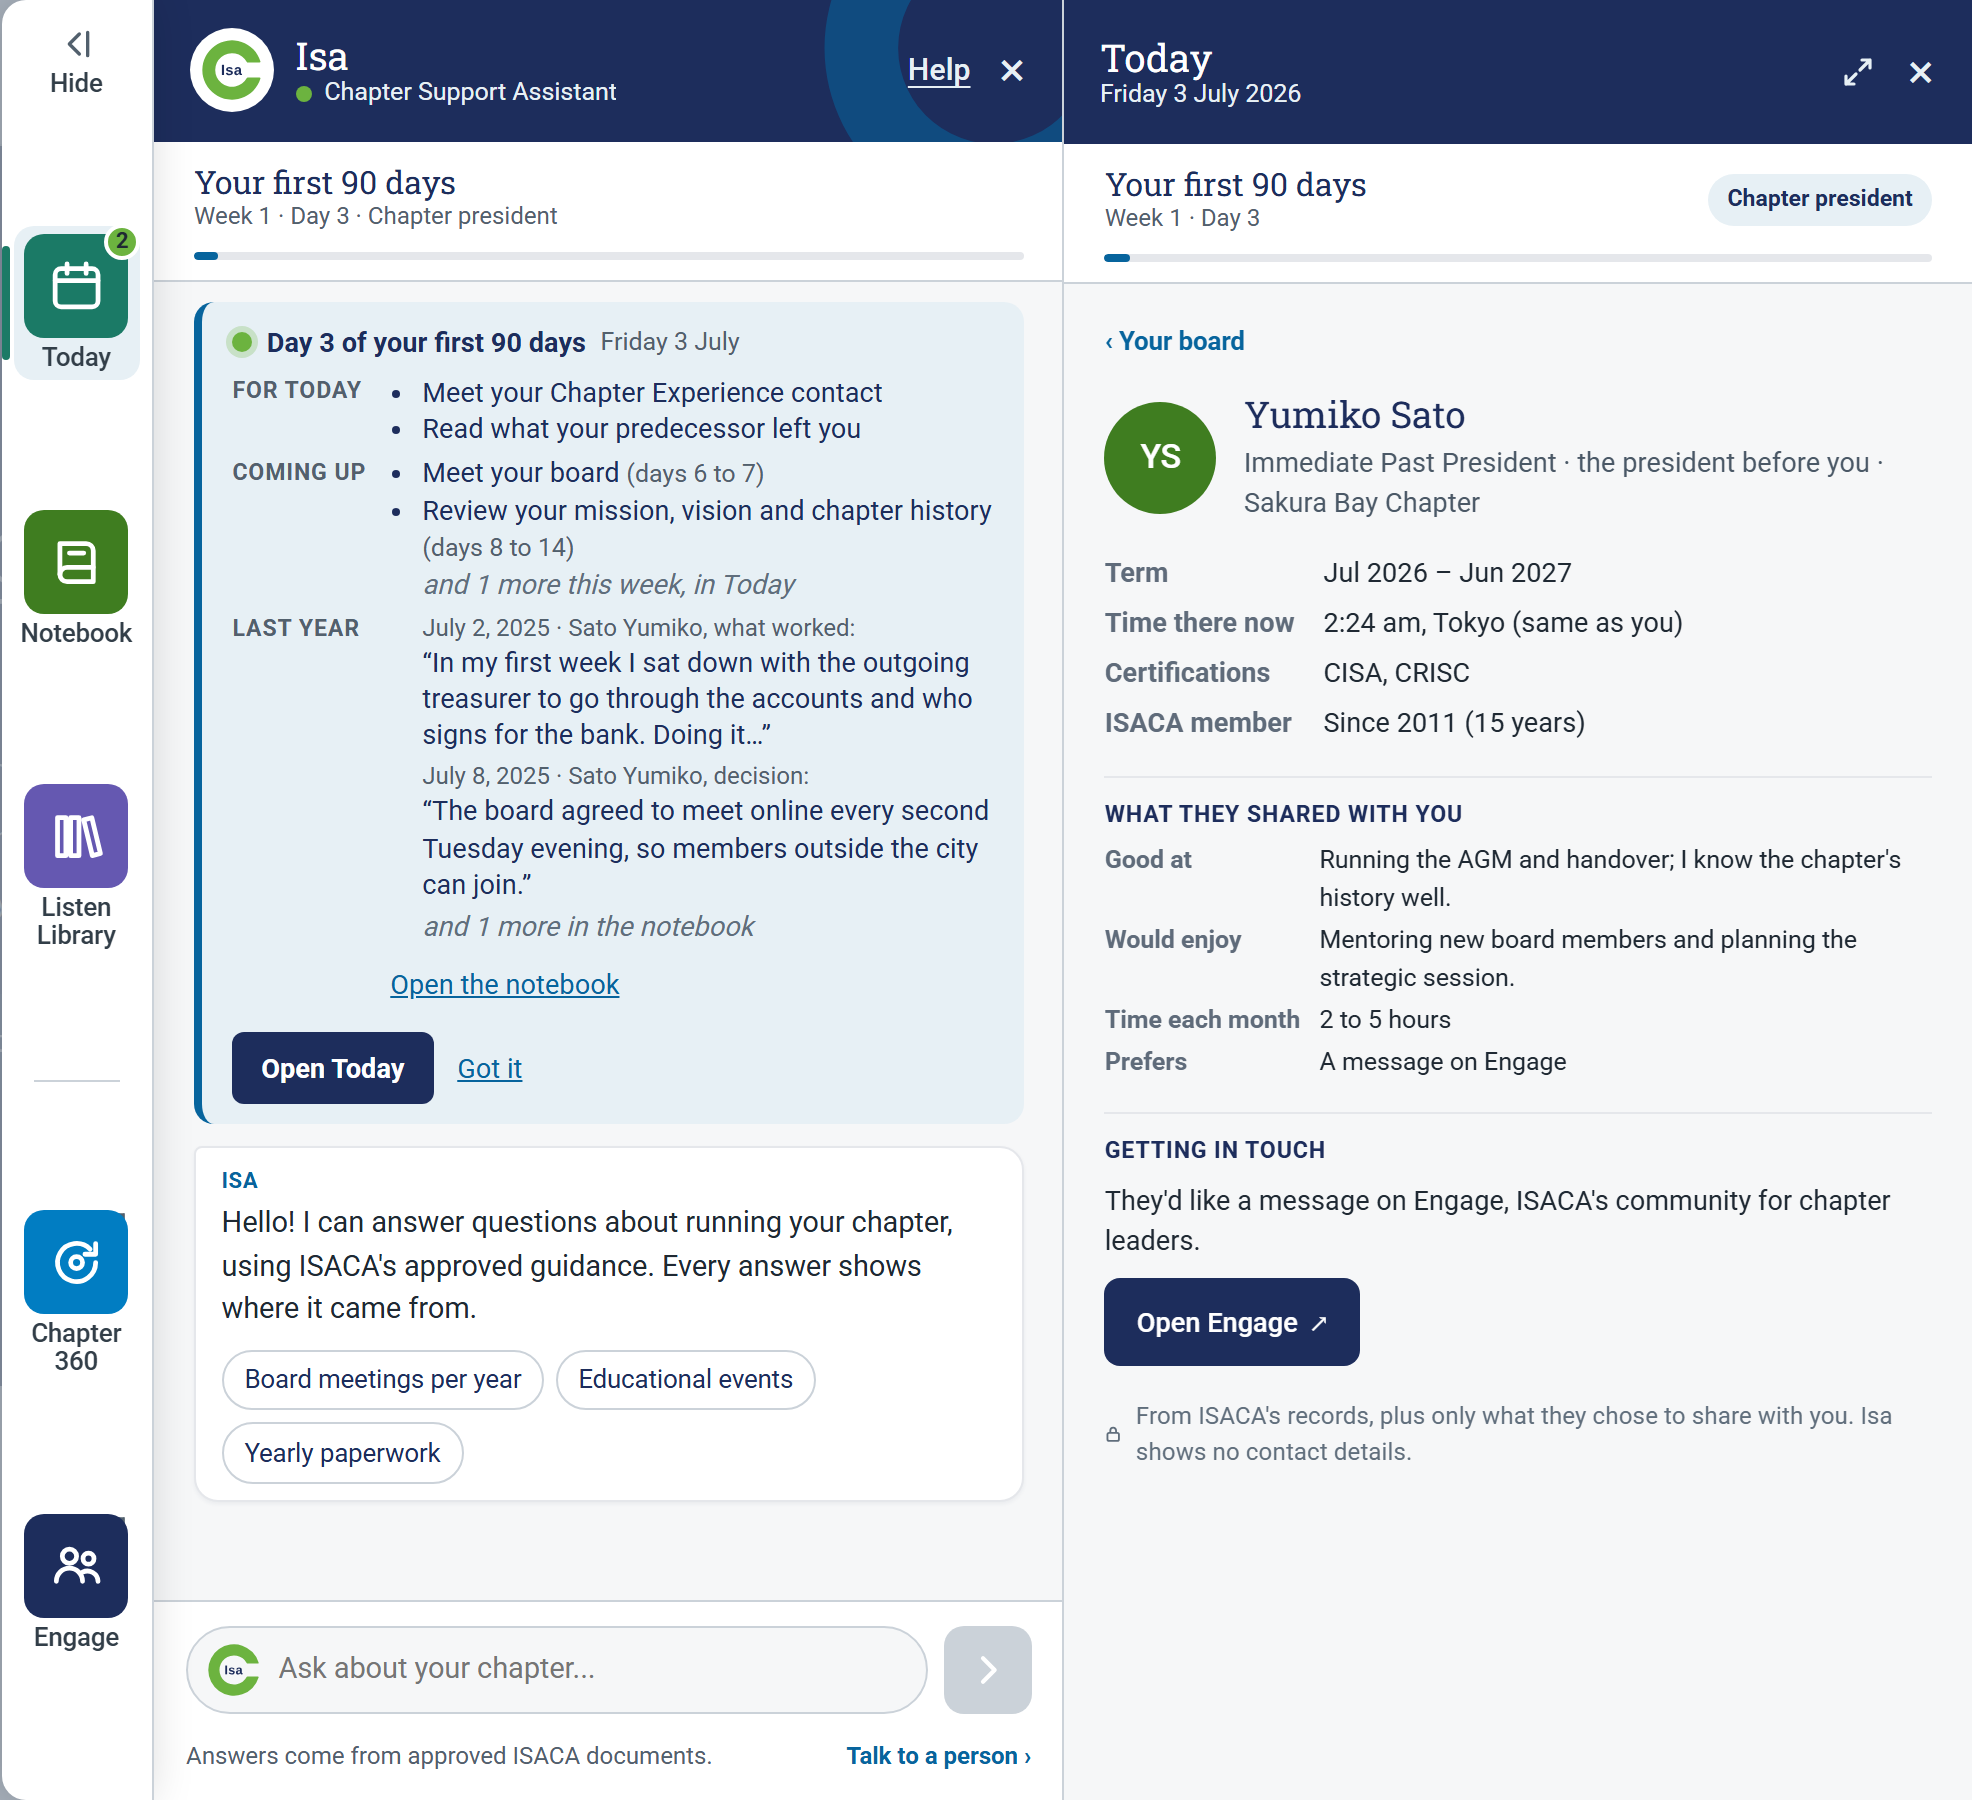 Hide
2
Today
Notebook
Listen
Library
Chapter
360
Engage
Isa
Isa
Chapter Support Assistant
Help
Your first 90 days
Week 1 · Day 3 · Chapter president
Day 3 of your first 90 days Friday 3 July
FOR TODAY
• Meet your Chapter Experience contact
• Read what your predecessor left you
COMING UP
• Meet your board (days 6 to 7)
• Review your mission, vision and chapter history
(days 8 to 14)
and 1 more this week, in Today
LAST YEAR
July 2, 2025 · Sato Yumiko, what worked:
“In my first week I sat down with the outgoing
treasurer to go through the accounts and who
signs for the bank. Doing it…”
July 8, 2025 · Sato Yumiko, decision:
“The board agreed to meet online every second
Tuesday evening, so members outside the city
can join.”
and 1 more in the notebook
Open the notebook
Open Today
Got it
ISA
Hello! I can answer questions about running your chapter,
using ISACA's approved guidance. Every answer shows
where it came from.
Board meetings per year
Educational events
Yearly paperwork
Isa
Ask about your chapter...
Answers come from approved ISACA documents.
Talk to a person ›
Today
Friday 3 July 2026
Your first 90 days
Week 1 · Day 3
Chapter president
‹ Your board
YS
Yumiko Sato
Immediate Past President · the president before you ·
Sakura Bay Chapter
Term Jul 2026 – Jun 2027
Time there now 2:24 am, Tokyo (same as you)
Certifications CISA, CRISC
ISACA member Since 2011 (15 years)
WHAT THEY SHARED WITH YOU
Good at Running the AGM and handover; I know the chapter's
history well.
Would enjoy Mentoring new board members and planning the
strategic session.
Time each month 2 to 5 hours
Prefers A message on Engage
GETTING IN TOUCH
They'd like a message on Engage, ISACA's community for chapter
leaders.
Open Engage ↗
From ISACA's records, plus only what they chose to share with you. Isa
shows no contact details.